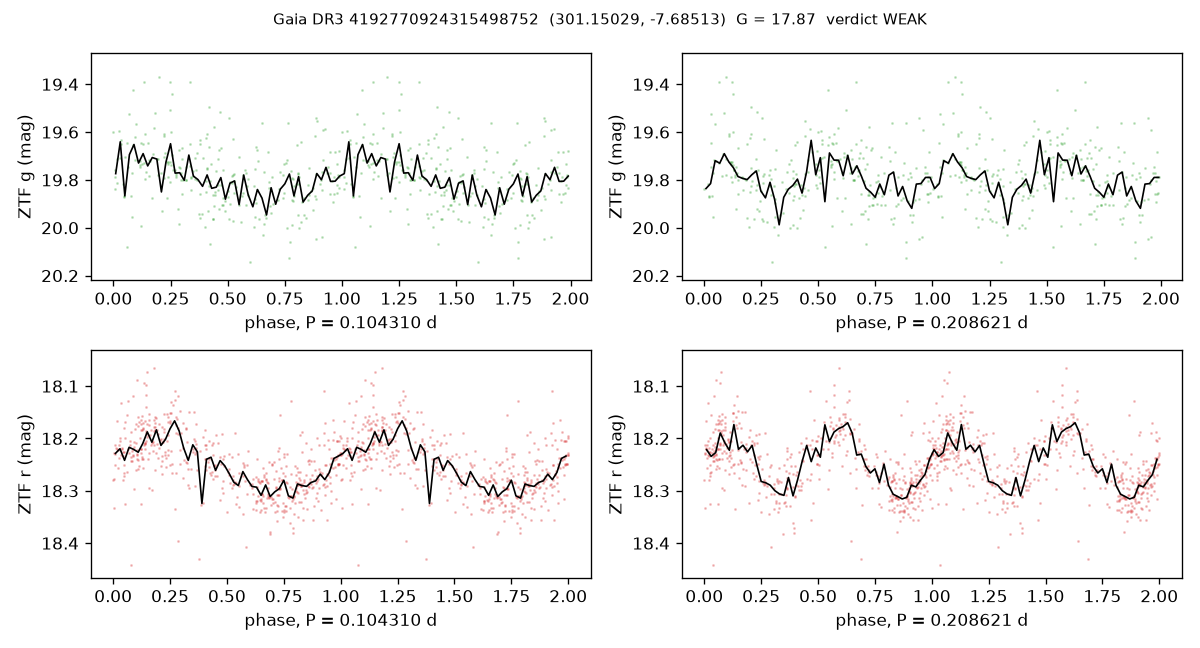 Gaia DR3 4192770924315498752 (301.15029, -7.68513) G = 17.87 verdict WEAK
ZTF g (mag)
19.4
19.6
19.8
20.0
20.2
0.00 0.25 0.50 0.75 1.00 1.25 1.50 1.75 2.00
phase, P = 0.104310 d
ZTF g (mag)
19.4
19.6
19.8
20.0
20.2
0.00 0.25 0.50 0.75 1.00 1.25 1.50 1.75 2.00
phase, P = 0.208621 d
ZTF r (mag)
18.1
18.2
18.3
18.4
0.00 0.25 0.50 0.75 1.00 1.25 1.50 1.75 2.00
phase, P = 0.104310 d
ZTF r (mag)
18.1
18.2
18.3
18.4
0.00 0.25 0.50 0.75 1.00 1.25 1.50 1.75 2.00
phase, P = 0.208621 d